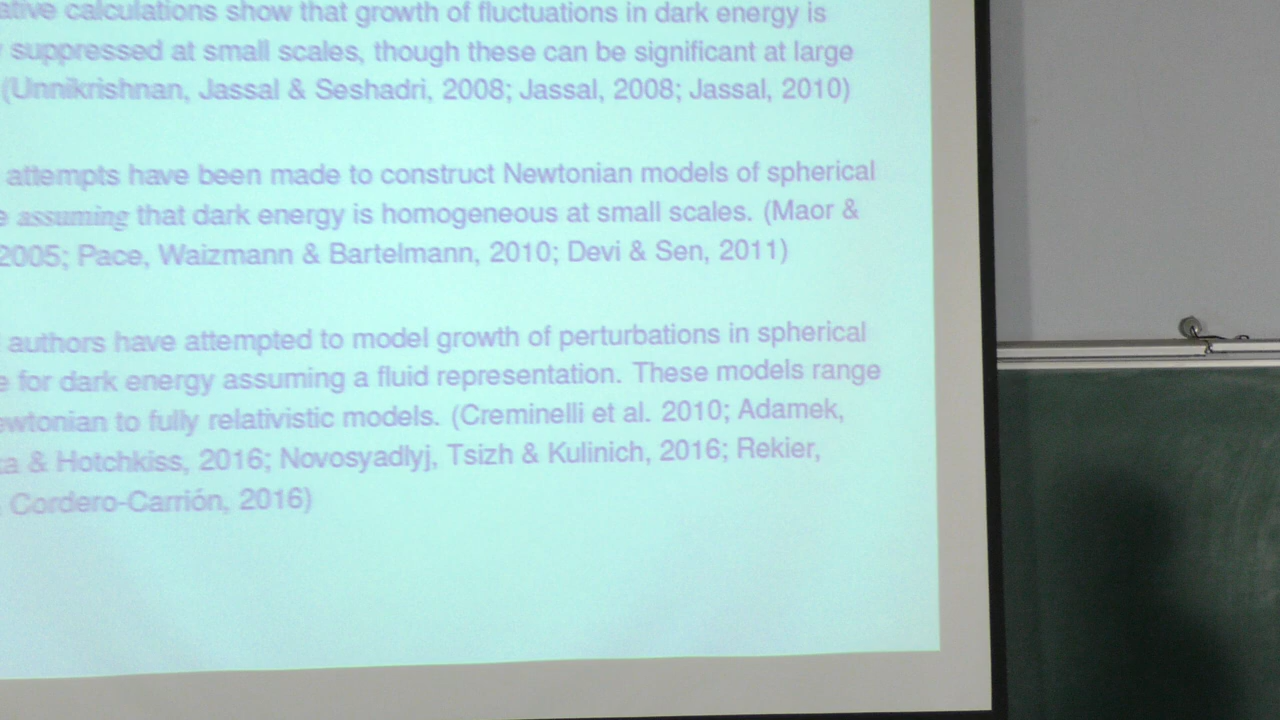 calculations show that growth of fluctuations in dark energy is
suppressed at small scales, though these can be significant at large
(Unnikrishnan, Jassal & Seshadri, 2008; Jassal, 2008; Jassal, 2010)
attempts have been made to construct Newtonian models of spherical
assuming that dark energy is homogeneous at small scales. (Maor &
2005; Pace, Waizmann & Bartelmann, 2010; Devi & Sen, 2011)
authors have attempted to model growth of perturbations in spherical
for dark energy assuming a fluid representation. These models range
to fully relativistic models. (Creminelli et al. 2010; Adamek,
& Hotchkiss, 2016; Novosyadlyj, Tsizh & Kulinich, 2016; Rekier,
Cordero-Carrión, 2016)